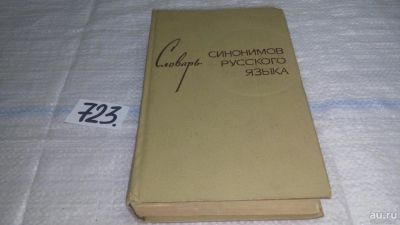 723.
Словарь
СИНОНИМОВ
РУССКОГО
ЯЗЫКА
au.ru